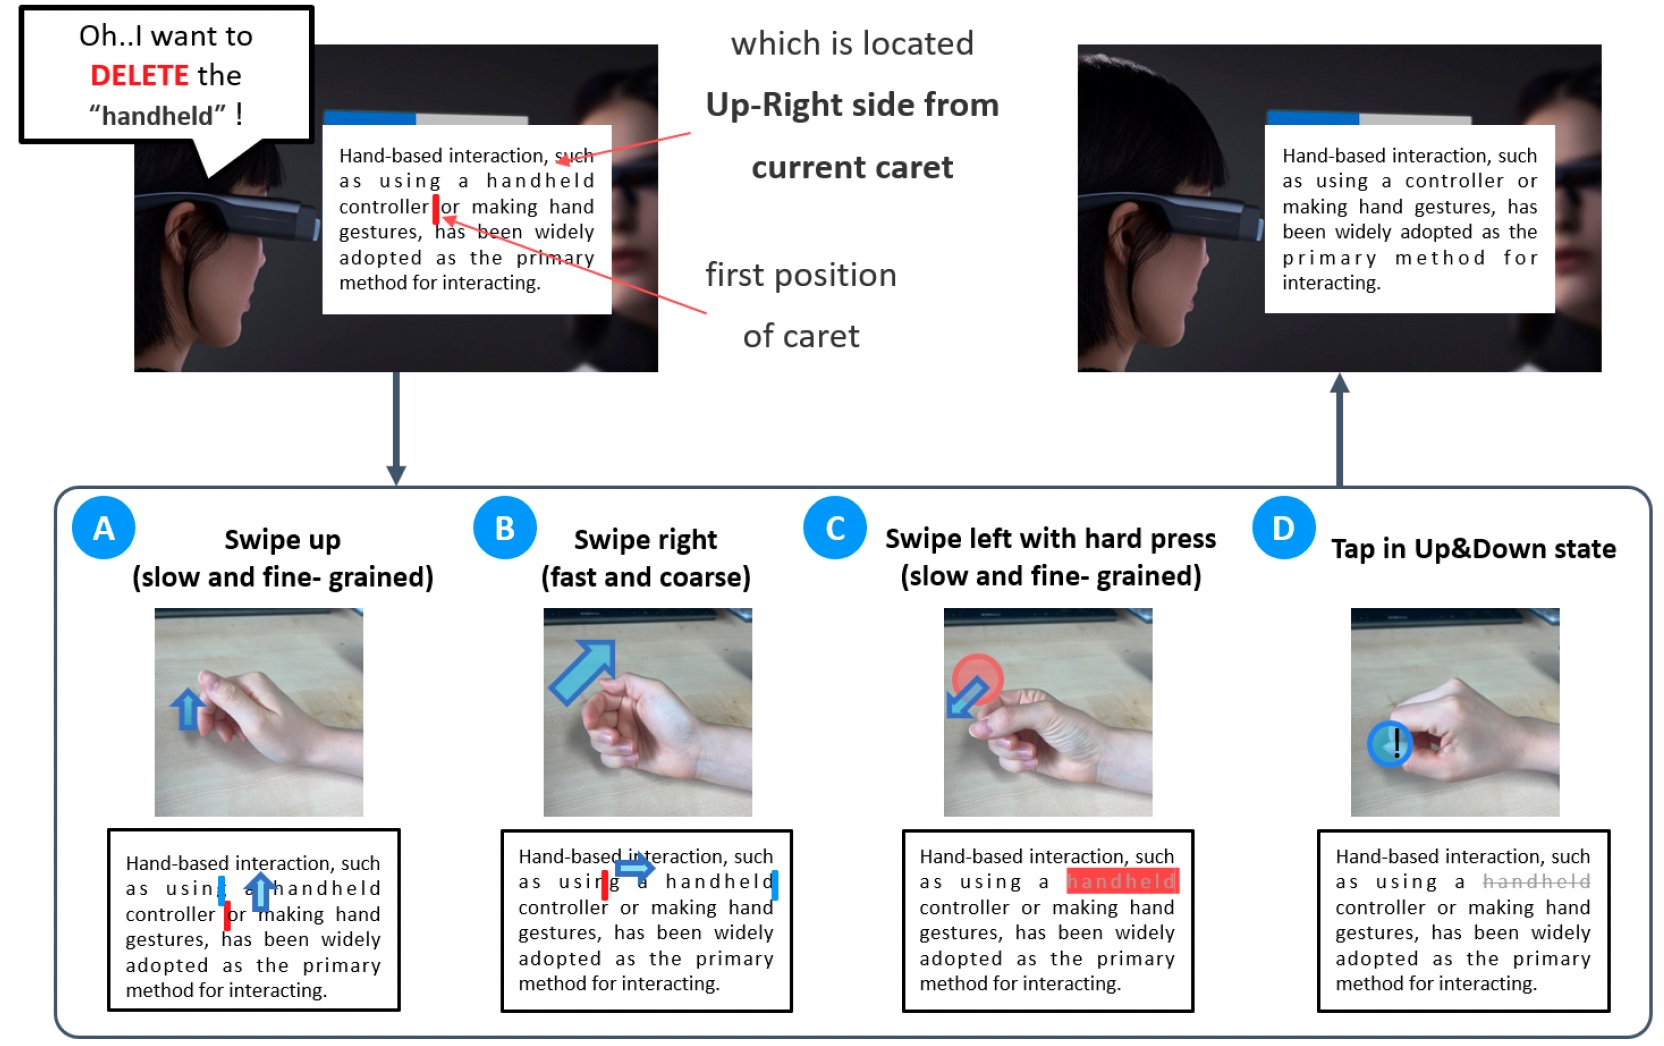 Oh..I want to
DELETE the
“handheld” !
Hand-based interaction, such
as using a handheld
controller or making hand
gestures, has been widely
adopted as the primary
method for interacting.
which is located
Up-Right side from
current caret
first position
of caret
Hand-based interaction, such
as using a controller or
making hand gestures, has
been widely adopted as the
primary method for
interacting.
A
Swipe up
(slow and fine- grained)
Hand-based interaction, such
as using a handheld
controller or making hand
gestures, has been widely
adopted as the primary
method for interacting.
B
Swipe right
(fast and coarse)
Hand-based interaction, such
as using a handheld
controller or making hand
gestures, has been widely
adopted as the primary
method for interacting.
C
Swipe left with hard press
(slow and fine- grained)
Hand-based interaction, such
as using a handheld
controller or making hand
gestures, has been widely
adopted as the primary
method for interacting.
D
Tap in Up&Down state
!
Hand-based interaction, such
as using a handheld
controller or making hand
gestures, has been widely
adopted as the primary
method for interacting.